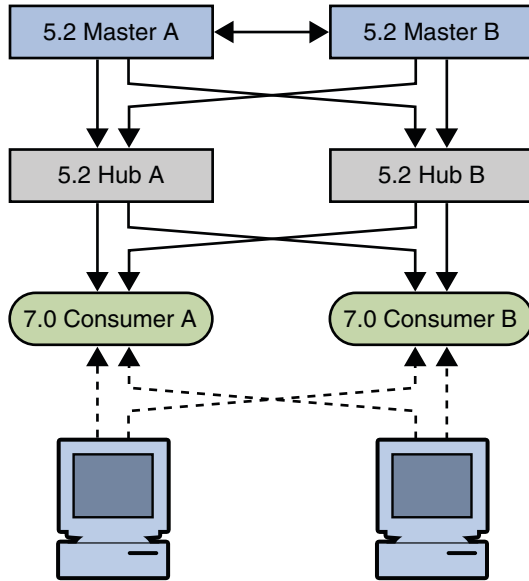 5.2 Master A
5.2 Master B
5.2 Hub A
5.2 Hub B
7.0 Consumer A
7.0 Consumer B